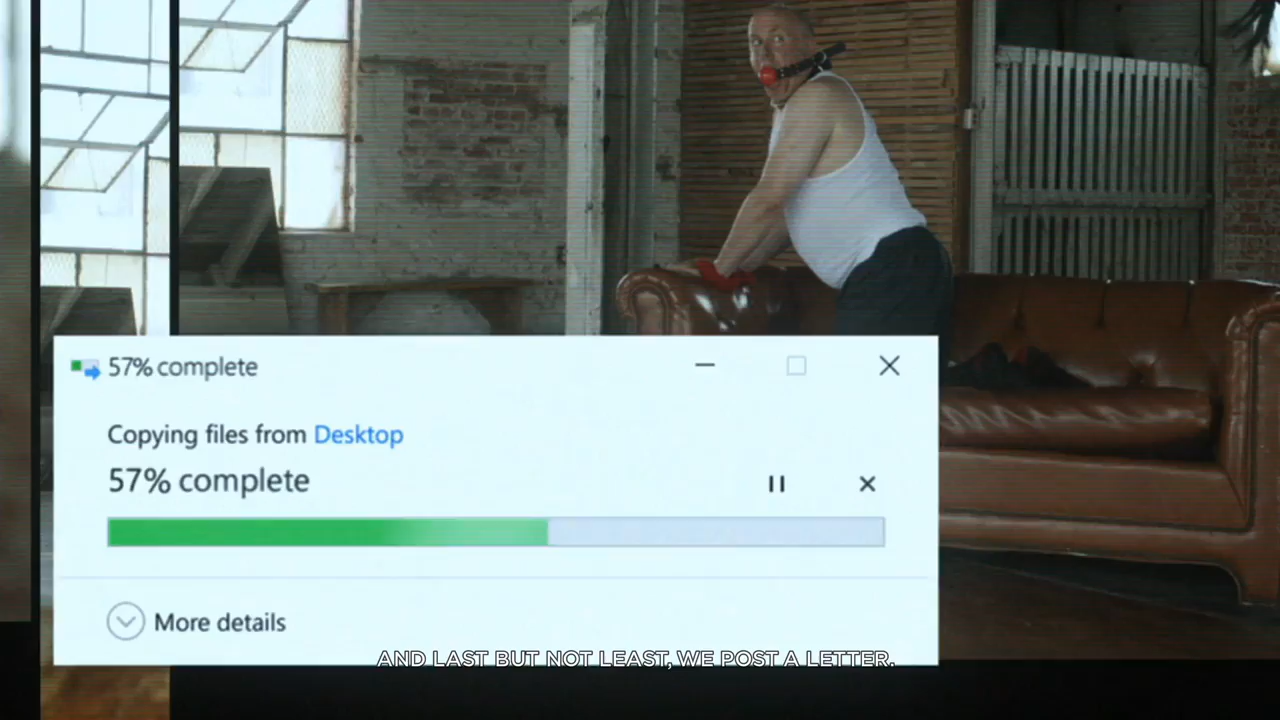 57% complete
Copying files from Desktop
57% complete
More details
AND LAST BUT NOT LEAST, WE POST A LETTER.